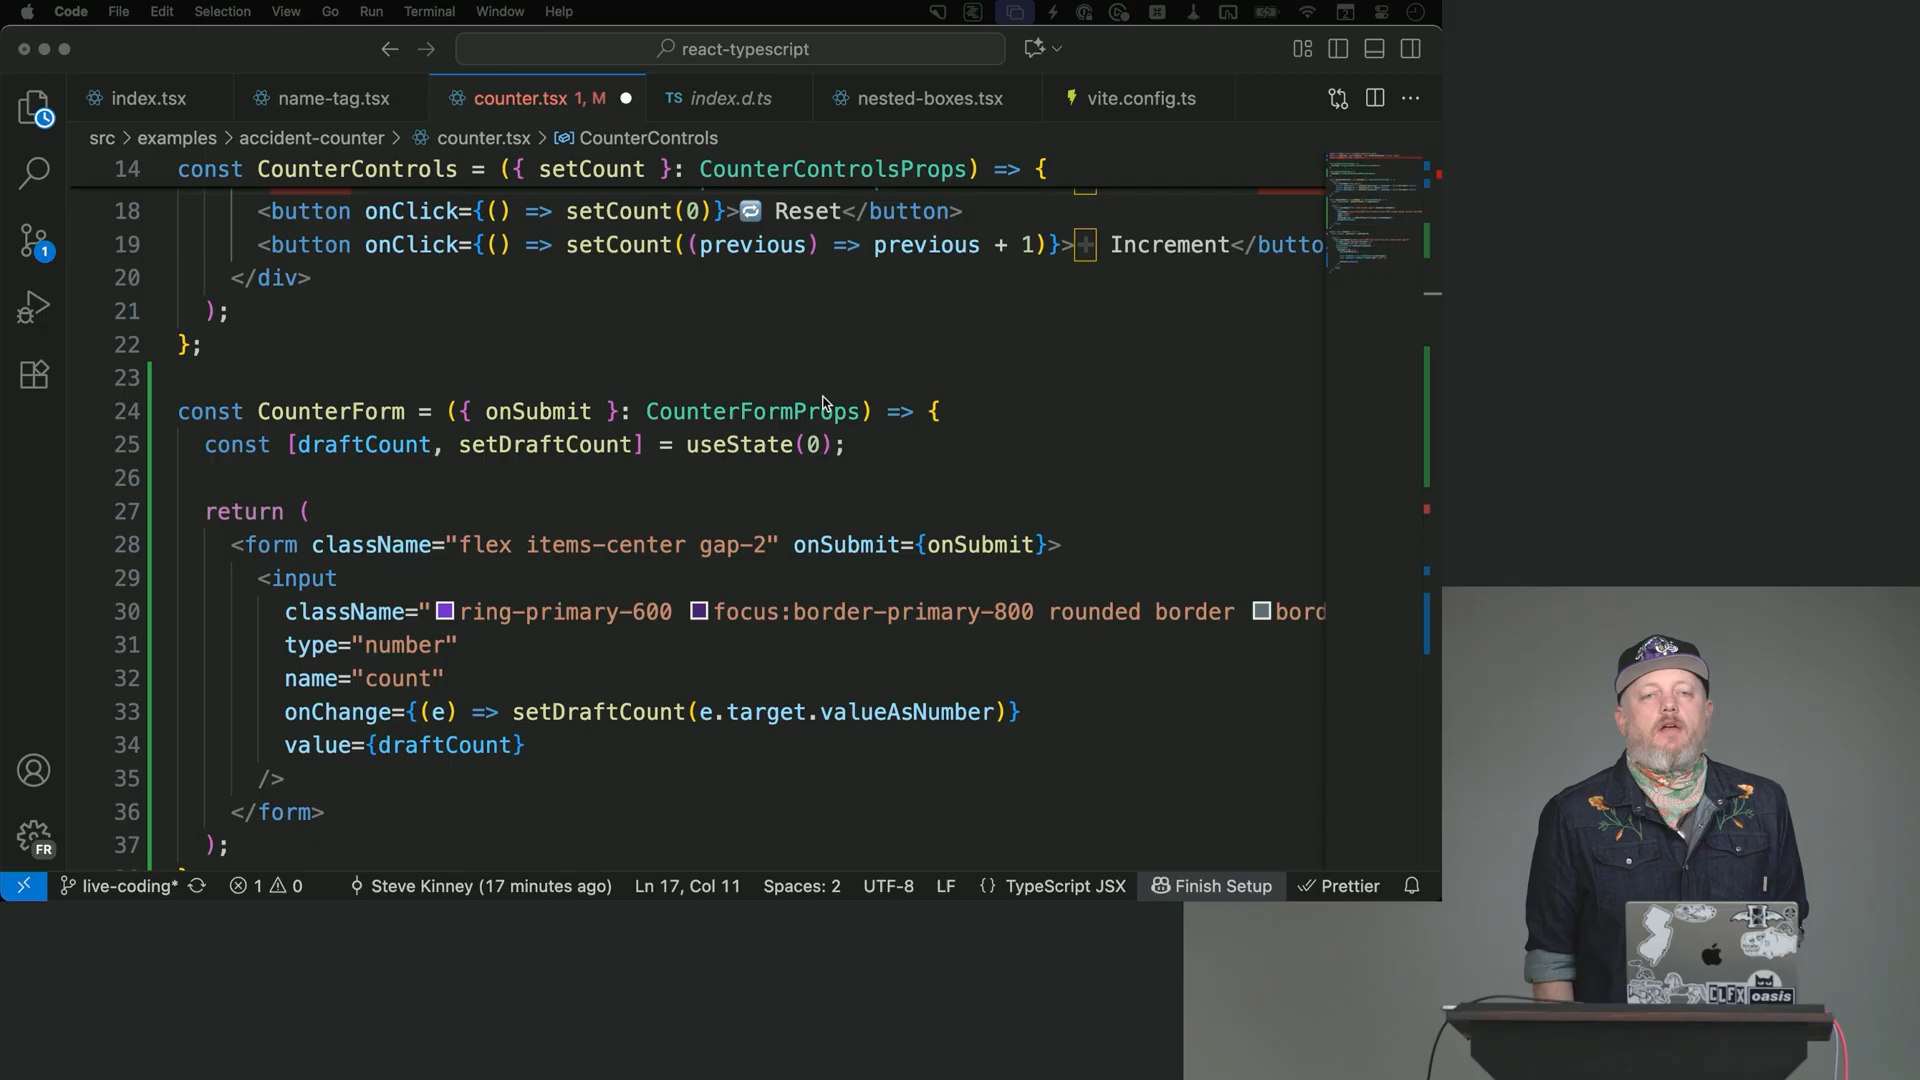 Code File Edit Selection View Go Run Terminal Window Help
react-typescript
index.tsx name-tag.tsx counter.tsx 1, M TS index.d.ts nested-boxes.tsx vite.config.ts
src > examples > accident-counter > counter.tsx > CounterControls
14 const CounterControls = ({ setCount }: CounterControlsProps) => {
18 <button onClick={() => setCount(0)}>🔁 Reset</button>
19 <button onClick={() => setCount((previous) => previous + 1)}>➕ Increment</butto
20 </div>
21 );
22 };
23
24 const CounterForm = ({ onSubmit }: CounterFormProps) => {
25 const [draftCount, setDraftCount] = useState(0);
26
27 return (
28 <form className="flex items-center gap-2" onSubmit={onSubmit}>
29 <input
30 className="ring-primary-600 focus:border-primary-800 rounded border bord
31 type="number"
32 name="count"
33 onChange={(e) => setDraftCount(e.target.valueAsNumber)}
34 value={draftCount}
35 />
36 </form>
37 );
1
FR
live-coding* 1 0 Steve Kinney (17 minutes ago) Ln 17, Col 11 Spaces: 2 UTF-8 LF {} TypeScript JSX Finish Setup Prettier
CLFX oasis